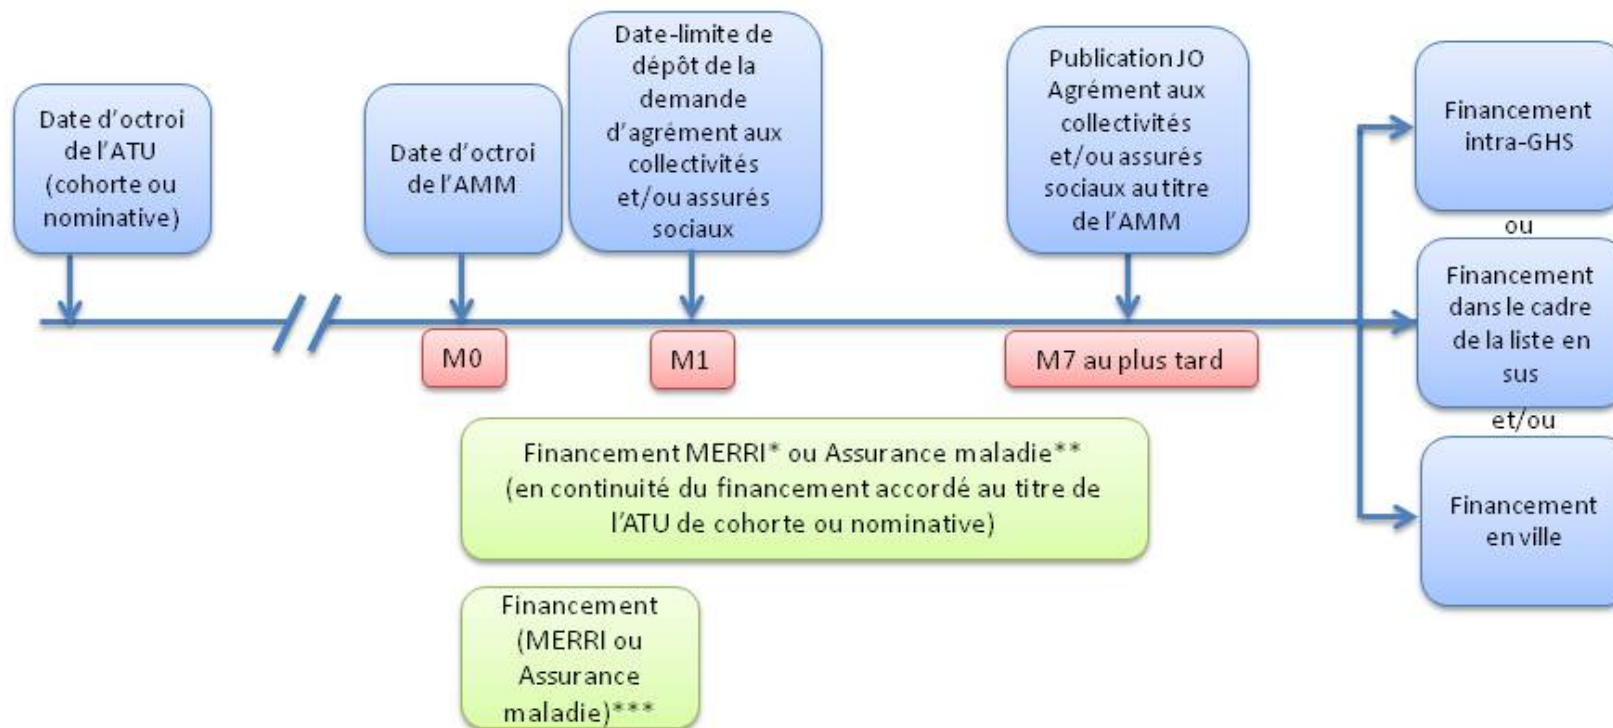 Date d'octroi
de l'ATU
(cohorte ou
nominative)
Date d'octroi
de l'AMM
Date-limite de
dépôt de la
demande
d'agrément aux
collectivités
et/ou assurés
sociaux
Publication JO
Agrément aux
collectivités
et/ou assurés
sociaux au titre
de l'AMM
Financement
intra-GHS
ou
Financement
dans le cadre
de la liste en
sus
et/ou
Financement
en ville
M0
M1
M7 au plus tard
Financement MERRI* ou Assurance maladie**
(en continuité du financement accordé au titre de
l'ATU de cohorte ou nominative)
Financement
(MERRI ou
Assurance
maladie)***